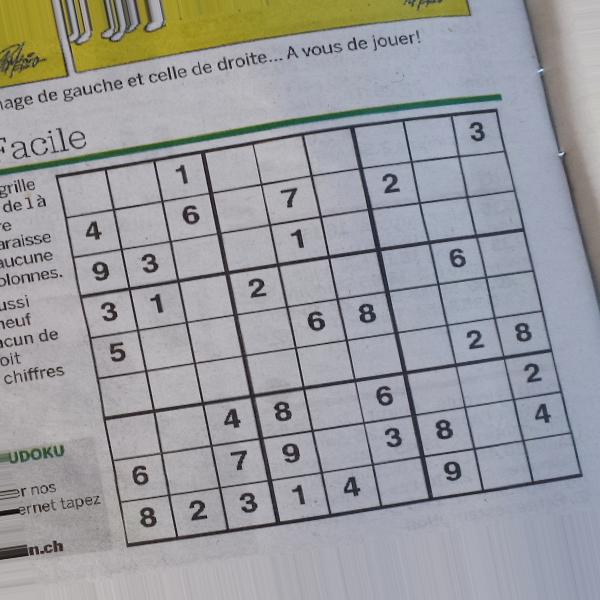 nage de gauche et celle de droite... A vous de jouer!
Facile
grille
de 1 à
re
araisse
aucune
olonnes.
ussi
neuf
acun de
oit
chiffres
UDOKU
er nos
ernet tapez
n.ch
1 3
4 6 7 2
9 3 1
3 1 2 6
5 6 8
2 8
4 8 6 2
6 7 9 3 8 4
8 2 3 1 4 9